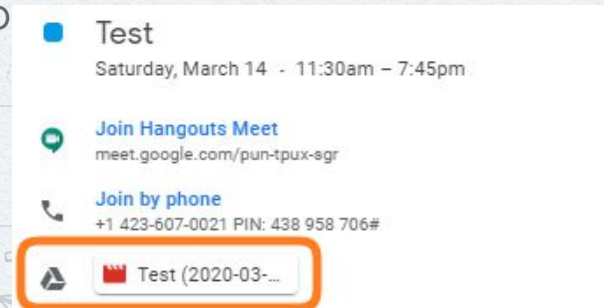 Test
Saturday, March 14 - 11:30am – 7:45pm
Join Hangouts Meet
meet.google.com/pun-tpux-sgr
Join by phone
+1 423-607-0021 PIN: 438 958 706#
Test (2020-03-...